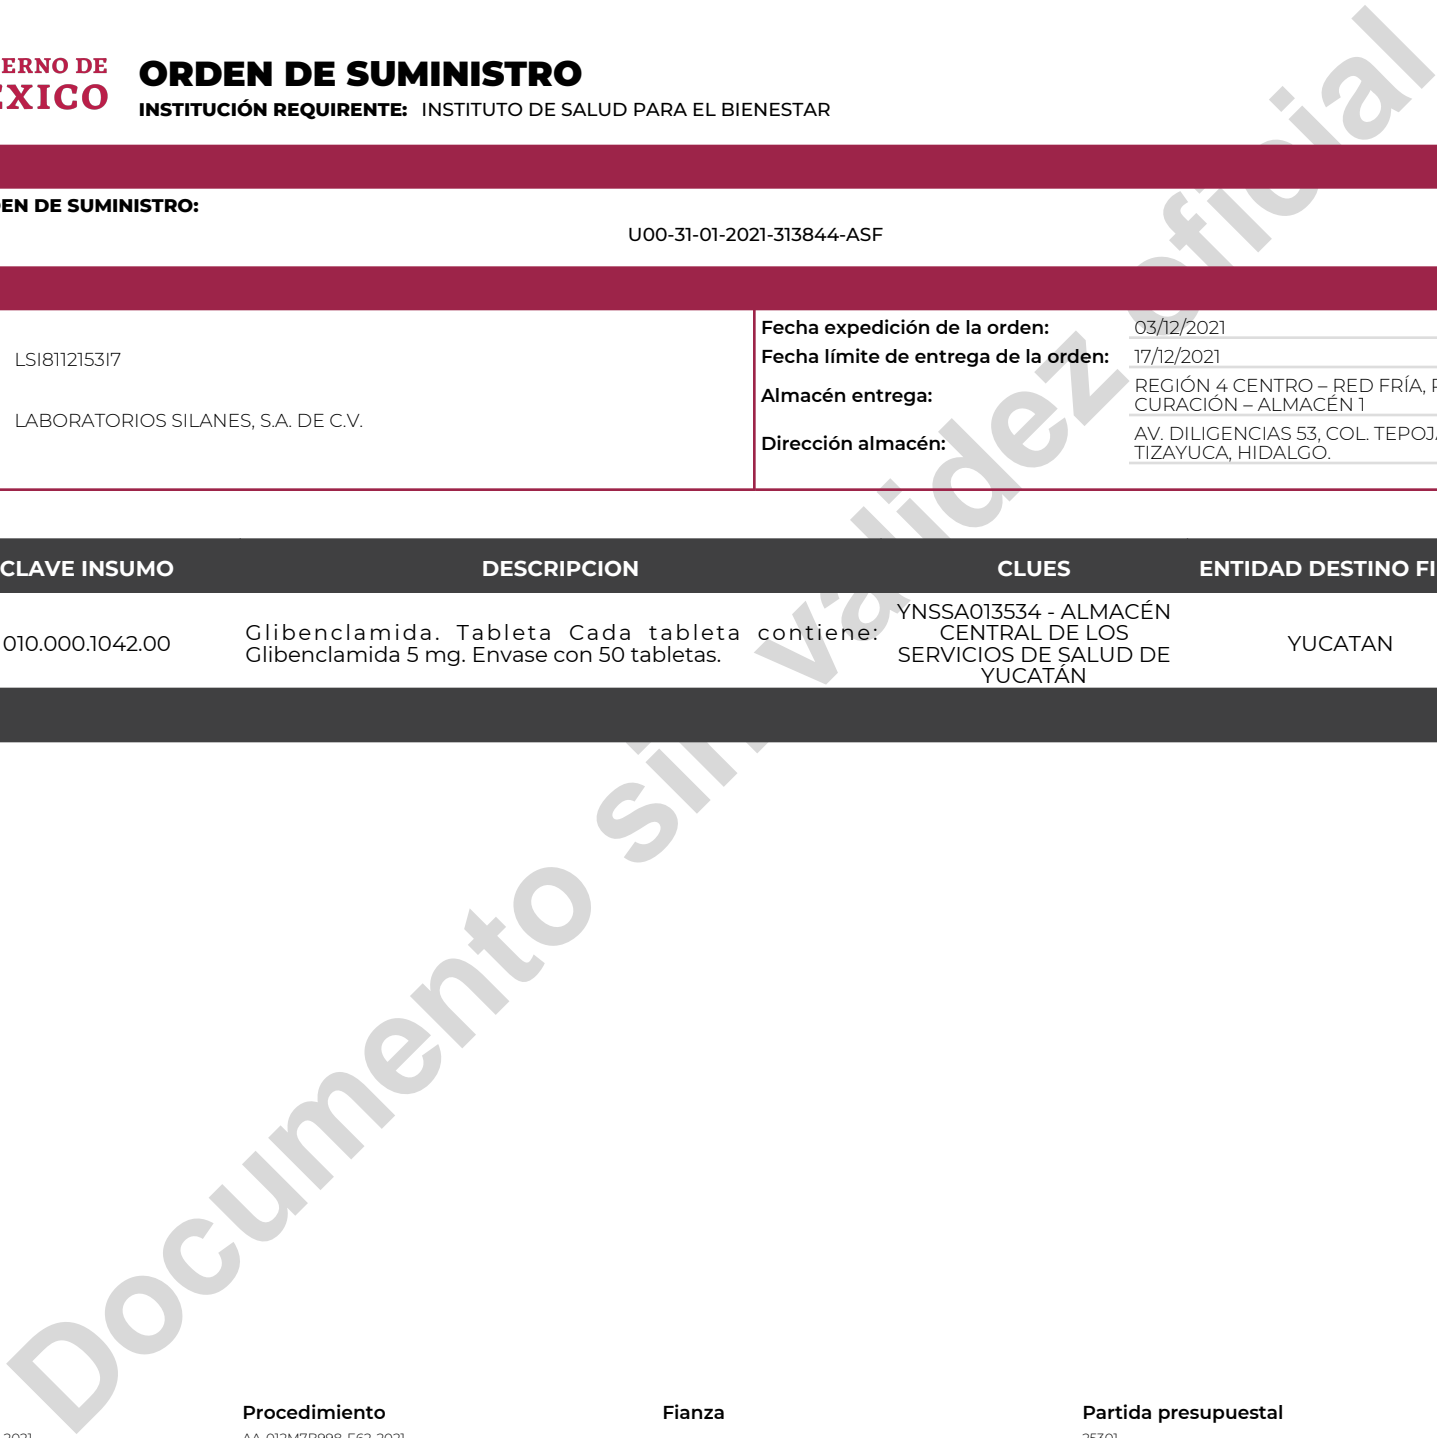 ERNO DE
EXICO
ORDEN DE SUMINISTRO
INSTITUCIÓN REQUIRENTE: INSTITUTO DE SALUD PARA EL BIENESTAR
EN DE SUMINISTRO:
U00-31-01-2021-313844-ASF
LSI8112153I7
LABORATORIOS SILANES, S.A. DE C.V.
Fecha expedición de la orden: 03/12/2021
Fecha límite de entrega de la orden: 17/12/2021
Almacén entrega: REGIÓN 4 CENTRO – RED FRÍA,
CURACIÓN – ALMACÉN 1
Dirección almacén: AV. DILIGENCIAS 53, COL. TEPOJ
TIZAYUCA, HIDALGO.
CLAVE INSUMO DESCRIPCION CLUES ENTIDAD DESTINO FI
010.000.1042.00
Glibenclamida. Tableta Cada tableta contiene:
Glibenclamida 5 mg. Envase con 50 tabletas.
YNSSA013534 - ALMACÉN
CENTRAL DE LOS
SERVICIOS DE SALUD DE
YUCATÁN
YUCATAN
Documento sin validez oficial
Procedimiento Fianza Partida presupuestal